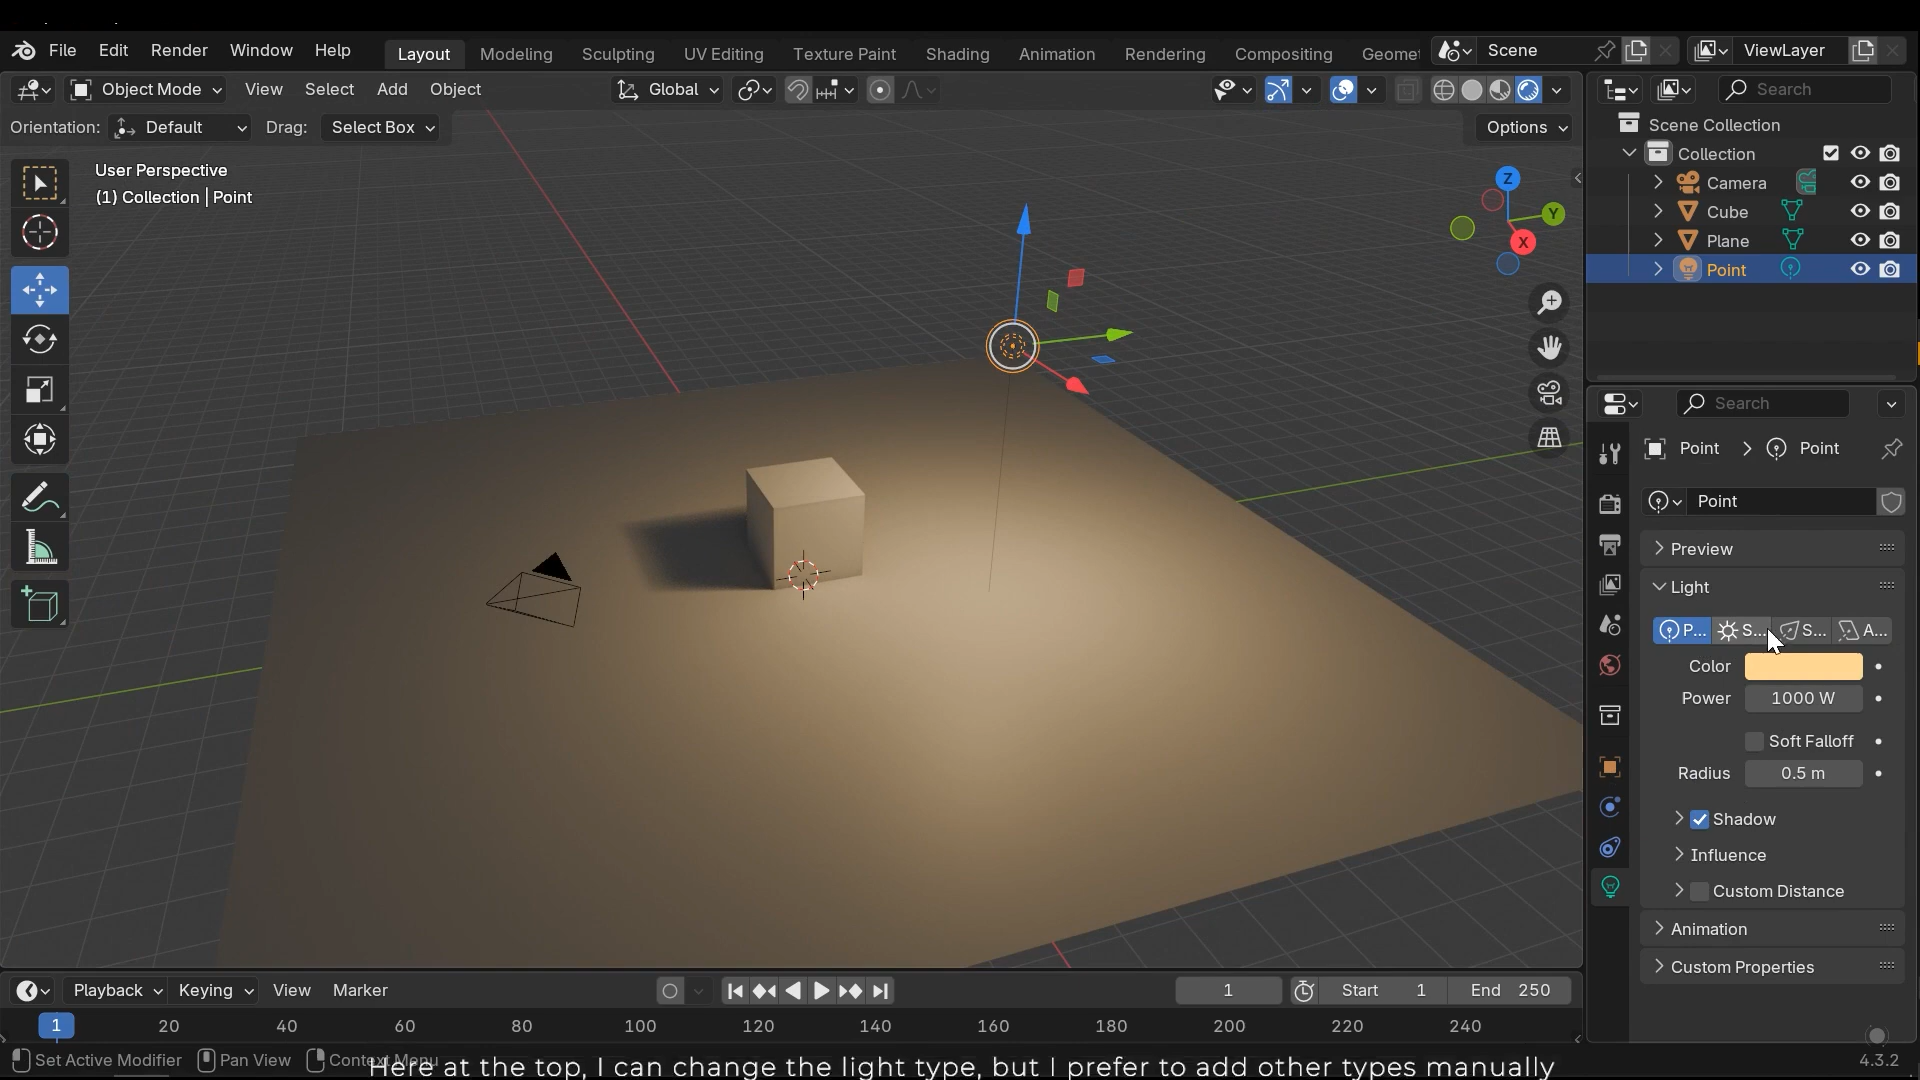 File Edit Render Window Help Layout Modeling Sculpting UV Editing Texture Paint Shading Animation Rendering Compositing Geomet Scene ViewLayer
Object Mode View Select Add Object Global Search
Orientation: Default Drag: Select Box Options
Scene Collection
Collection
Camera
Cube
Plane
Point
User Perspective
(1) Collection | Point
Z
Y
X
Search
Point > Point
Point
Preview
Light
P... S... S... A...
Color
Power 1000 W
Soft Falloff
Radius 0.5 m
Shadow
Influence
Custom Distance
Animation
Custom Properties
Playback Keying View Marker 1 Start 1 End 250
1 20 40 60 80 100 120 140 160 180 200 220 240
Set Active Modifier Pan View Context Menu 4.3.2
Here at the top, I can change the light type, but I prefer to add other types manually